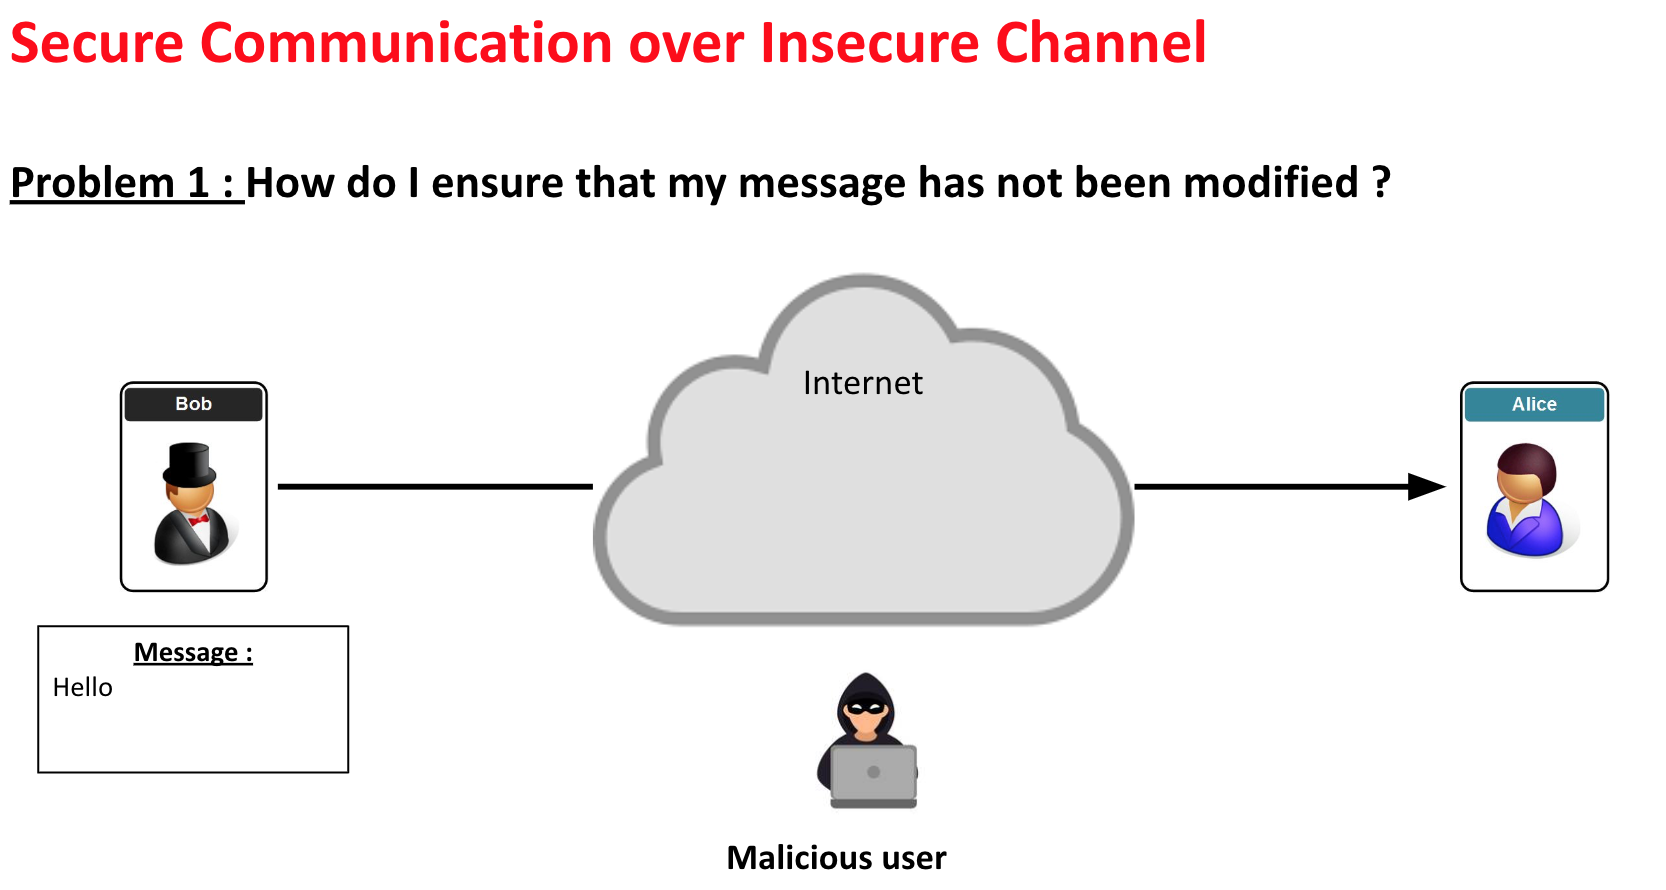 Secure Communication over Insecure Channel
Problem 1 : How do I ensure that my message has not been modified ?
Internet
Bob
Alice
Message :
Hello
Malicious user